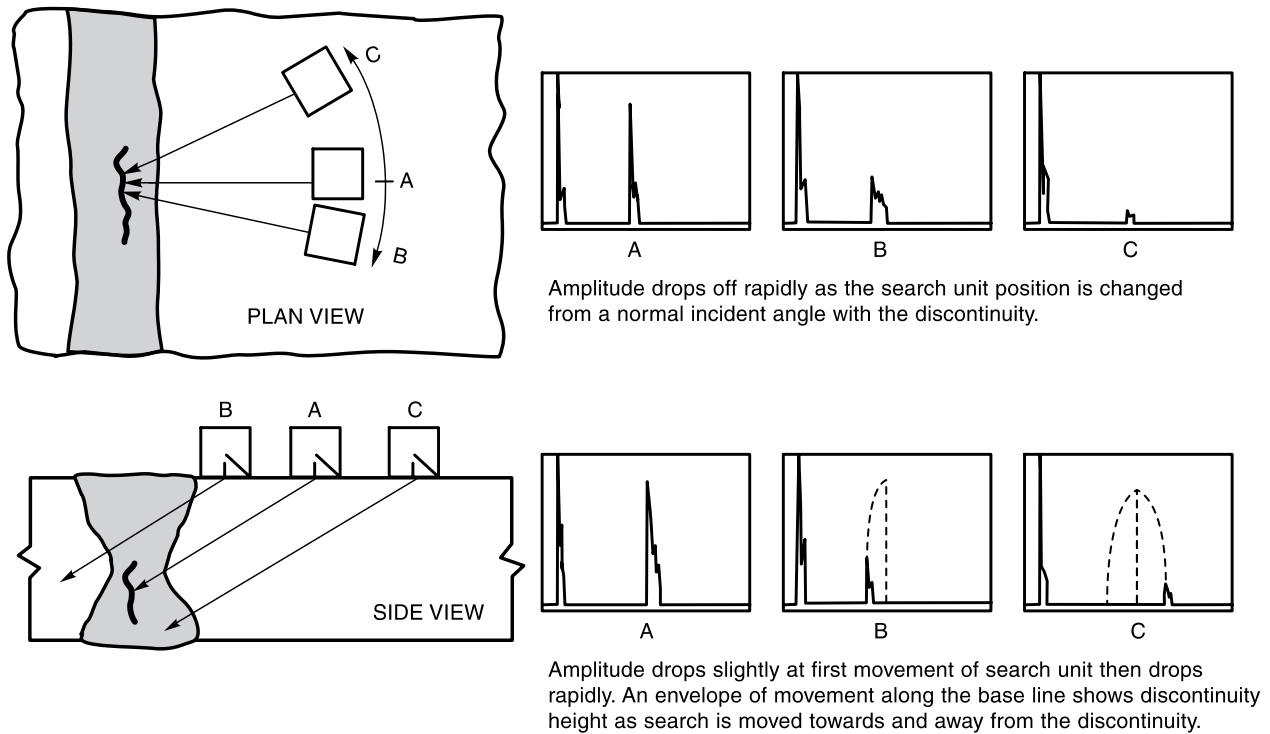 C
A
B
PLAN VIEW
A
B
C
Amplitude drops off rapidly as the search unit position is changed
from a normal incident angle with the discontinuity.
B
A
C
SIDE VIEW
A
B
C
Amplitude drops slightly at first movement of search unit then drops
rapidly. An envelope of movement along the base line shows discontinuity
height as search is moved towards and away from the discontinuity.